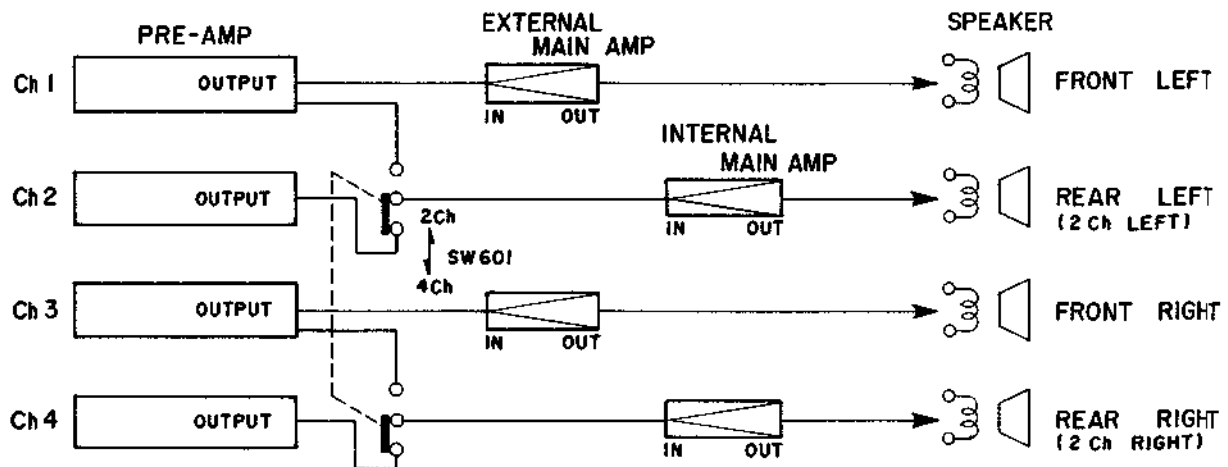 PRE-AMP
EXTERNAL
MAIN AMP
SPEAKER
Ch 1
OUTPUT
IN OUT
FRONT LEFT
INTERNAL
MAIN AMP
Ch 2
OUTPUT
IN OUT
REAR LEFT
(2 Ch LEFT)
2Ch
SW601
4Ch
Ch 3
OUTPUT
IN OUT
FRONT RIGHT
Ch 4
OUTPUT
IN OUT
REAR RIGHT
(2 Ch RIGHT)